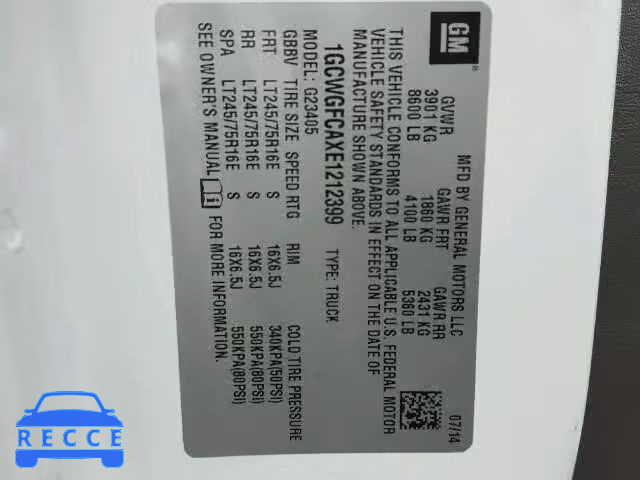 GM
MFD BY GENERAL MOTORS LLC 07/14
GVWR GAWR FRT GAWR RR
3901 KG 1860 KG 2431 KG
8600 LB 4100 LB 5360 LB
THIS VEHICLE CONFORMS TO ALL APPLICABLE U.S. FEDERAL MOTOR
VEHICLE SAFETY STANDARDS IN EFFECT ON THE DATE OF
MANUFACTURE SHOWN ABOVE.
1GCWGFCAXE1212399 TYPE: TRUCK
MODEL: G23405
GBBV TIRE SIZE SPEED RTG RIM COLD TIRE PRESSURE
FRT LT245/75R16E S 16X6.5J 340KPA(50PSI)
RR LT245/75R16E S 16X6.5J 550KPA(80PSI)
SPA LT245/75R16E S 16X6.5J 550KPA(80PSI)
SEE OWNER'S MANUAL FOR MORE INFORMATION.
RECCE